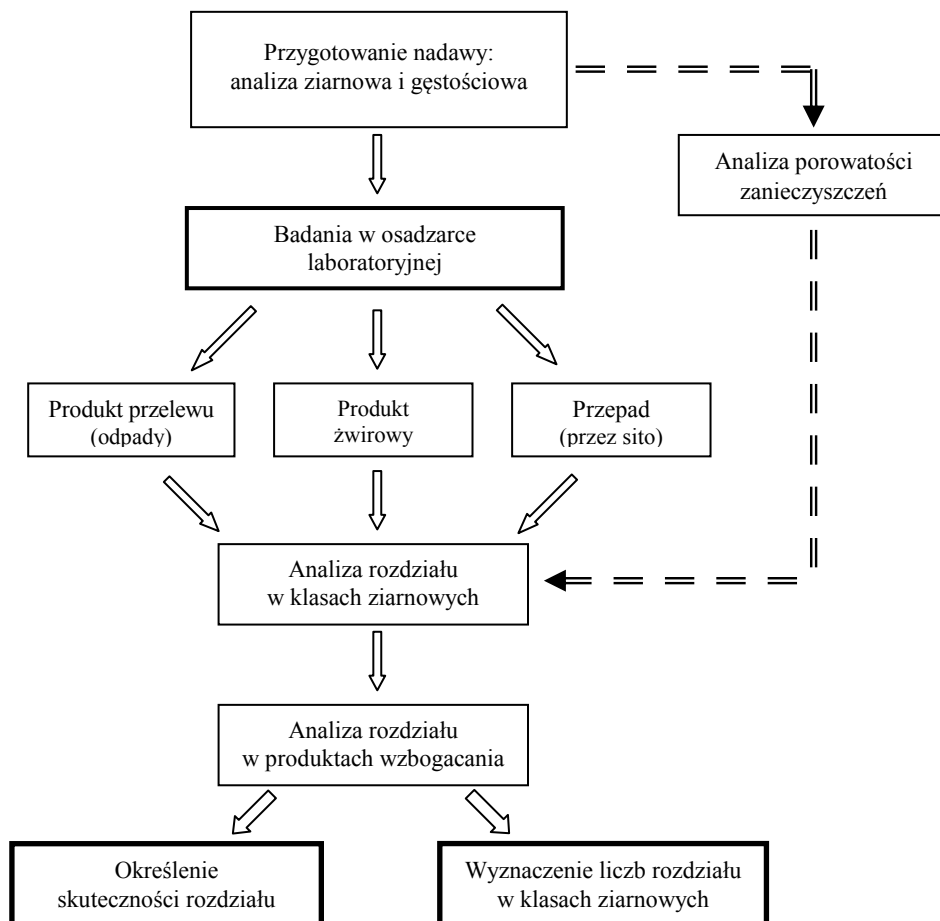 Przygotowanie nadawy:
analiza ziarnowa i gęstościowa
Analiza porowatości
zanieczyszczeń
Badania w osadzarce
laboratoryjnej
Produkt przelewu
(odpady)
Produkt
żwirowy
Przepad
(przez sito)
Analiza rozdziału
w klasach ziarnowych
Analiza rozdziału
w produktach wzbogacania
Określenie
skuteczności rozdziału
Wyznaczenie liczb rozdziału
w klasach ziarnowych